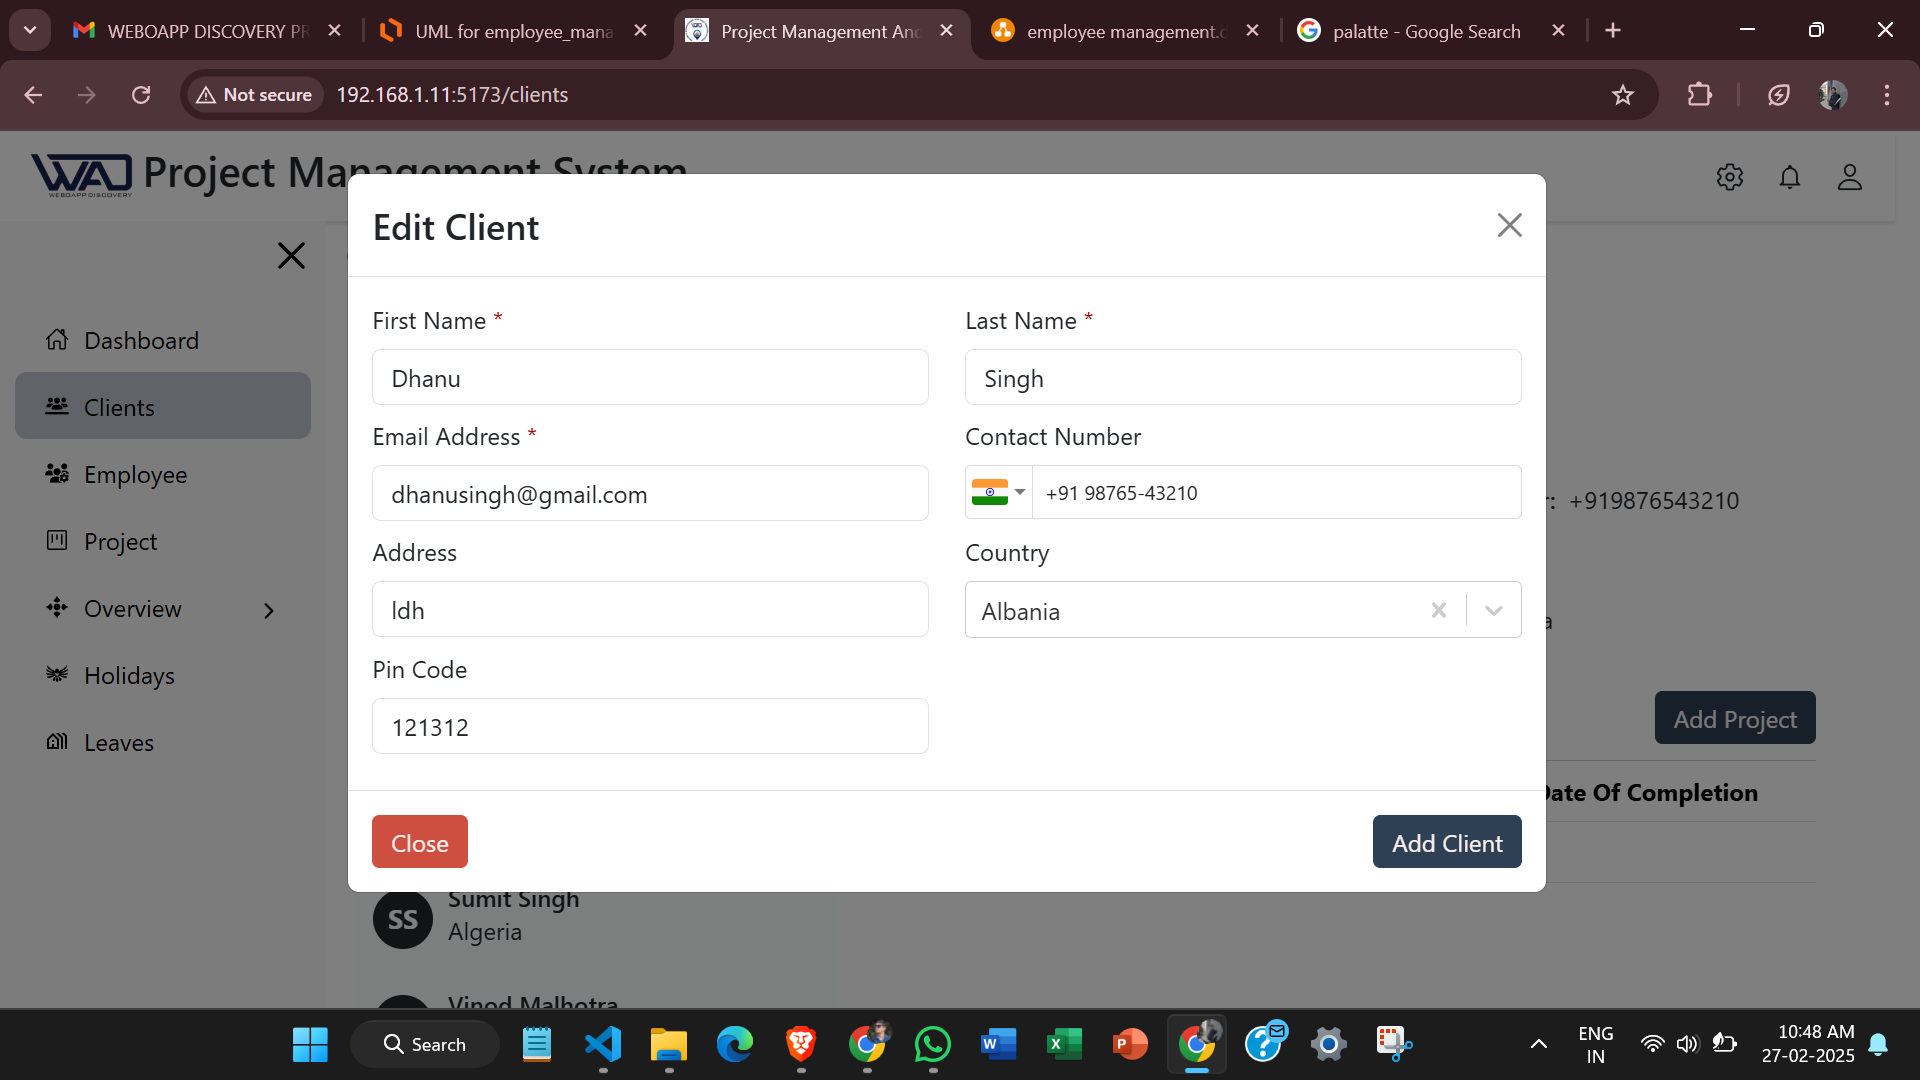 WEBOAPP DISCOVERY PR
UML for employee_mana
Project Management And
employee management.d
palatte - Google Search
Not secure
192.168.1.11:5173/clients
WAD
WEBOAPP DISCOVERY
Project Management System
Edit Client
Dashboard
Clients
Employee
Project
Overview
Holidays
Leaves
First Name *
Last Name *
Dhanu
Singh
Email Address *
Contact Number
dhanusingh@gmail.com
+91 98765-43210
r: +919876543210
Address
Country
ldh
Albania
a
Pin Code
121312
Add Project
Date Of Completion
Close
Add Client
SS
Sumit Singh
Algeria
Vinod Malhotra
Search
ENG
IN
10:48 AM
27-02-2025